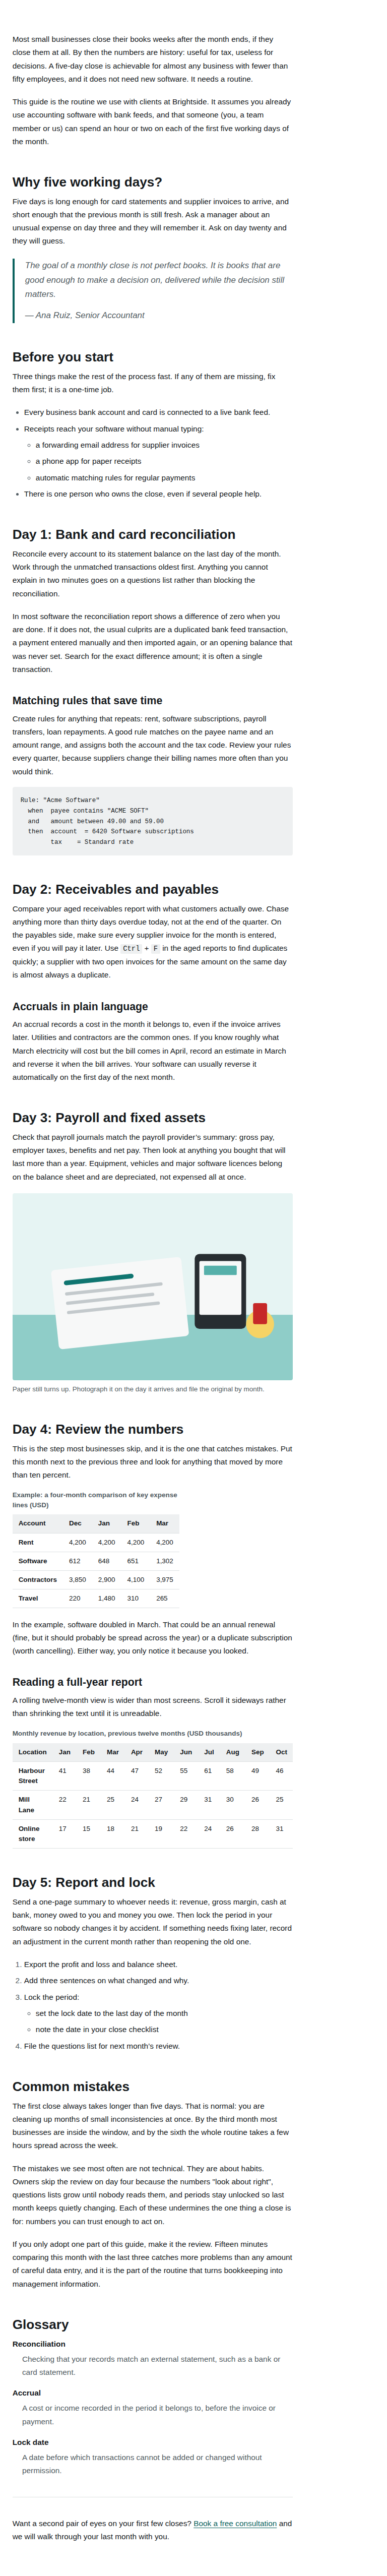 Most small businesses close their books weeks after the month ends, if they
close them at all. By then the numbers are history: useful for tax, useless for
decisions. A five-day close is achievable for almost any business with fewer than
fifty employees, and it does not need new software. It needs a routine.
This guide is the routine we use with clients at Brightside. It assumes you already
use accounting software with bank feeds, and that someone (you, a team
member or us) can spend an hour or two on each of the first five working days of
the month.
Why five working days?
Five days is long enough for card statements and supplier invoices to arrive, and
short enough that the previous month is still fresh. Ask a manager about an
unusual expense on day three and they will remember it. Ask on day twenty and
they will guess.
The goal of a monthly close is not perfect books. It is books that are
good enough to make a decision on, delivered while the decision still
matters.
— Ana Ruiz, Senior Accountant
Before you start
Three things make the rest of the process fast. If any of them are missing, fix
them first; it is a one-time job.
• Every business bank account and card is connected to a live bank feed.
• Receipts reach your software without manual typing:
◦ a forwarding email address for supplier invoices
◦ a phone app for paper receipts
◦ automatic matching rules for regular payments
• There is one person who owns the close, even if several people help.
Day 1: Bank and card reconciliation
Reconcile every account to its statement balance on the last day of the month.
Work through the unmatched transactions oldest first. Anything you cannot
explain in two minutes goes on a questions list rather than blocking the
reconciliation.
In most software the reconciliation report shows a difference of zero when you
are done. If it does not, the usual culprits are a duplicated bank feed transaction,
a payment entered manually and then imported again, or an opening balance that
was never set. Search for the exact difference amount; it is often a single
transaction.
Matching rules that save time
Create rules for anything that repeats: rent, software subscriptions, payroll
transfers, loan repayments. A good rule matches on the payee name and an
amount range, and assigns both the account and the tax code. Review your rules
every quarter, because suppliers change their billing names more often than you
would think.
Rule: "Acme Software"
when payee contains "ACME SOFT"
and amount between 49.00 and 59.00
then account = 6420 Software subscriptions
tax = Standard rate
Day 2: Receivables and payables
Compare your aged receivables report with what customers actually owe. Chase
anything more than thirty days overdue today, not at the end of the quarter. On
the payables side, make sure every supplier invoice for the month is entered,
even if you will pay it later. Use Ctrl + F in the aged reports to find duplicates
quickly; a supplier with two open invoices for the same amount on the same day
is almost always a duplicate.
Accruals in plain language
An accrual records a cost in the month it belongs to, even if the invoice arrives
later. Utilities and contractors are the common ones. If you know roughly what
March electricity will cost but the bill comes in April, record an estimate in March
and reverse it when the bill arrives. Your software can usually reverse it
automatically on the first day of the next month.
Day 3: Payroll and fixed assets
Check that payroll journals match the payroll provider’s summary: gross pay,
employer taxes, benefits and net pay. Then look at anything you bought that will
last more than a year. Equipment, vehicles and major software licences belong
on the balance sheet and are depreciated, not expensed all at once.
Paper still turns up. Photograph it on the day it arrives and file the original by month.
Day 4: Review the numbers
This is the step most businesses skip, and it is the one that catches mistakes. Put
this month next to the previous three and look for anything that moved by more
than ten percent.
Example: a four-month comparison of key expense
lines (USD)
Account Dec Jan Feb Mar
Rent 4,200 4,200 4,200 4,200
Software 612 648 651 1,302
Contractors 3,850 2,900 4,100 3,975
Travel 220 1,480 310 265
In the example, software doubled in March. That could be an annual renewal
(fine, but it should probably be spread across the year) or a duplicate subscription
(worth cancelling). Either way, you only notice it because you looked.
Reading a full-year report
A rolling twelve-month view is wider than most screens. Scroll it sideways rather
than shrinking the text until it is unreadable.
Monthly revenue by location, previous twelve months (USD thousands)
Location Jan Feb Mar Apr May Jun Jul Aug Sep Oct
Harbour 41 38 44 47 52 55 61 58 49 46
Street
Mill 22 21 25 24 27 29 31 30 26 25
Lane
Online 17 15 18 21 19 22 24 26 28 31
store
Day 5: Report and lock
Send a one-page summary to whoever needs it: revenue, gross margin, cash at
bank, money owed to you and money you owe. Then lock the period in your
software so nobody changes it by accident. If something needs fixing later, record
an adjustment in the current month rather than reopening the old one.
1. Export the profit and loss and balance sheet.
2. Add three sentences on what changed and why.
3. Lock the period:
◦ set the lock date to the last day of the month
◦ note the date in your close checklist
4. File the questions list for next month’s review.
Common mistakes
The first close always takes longer than five days. That is normal: you are
cleaning up months of small inconsistencies at once. By the third month most
businesses are inside the window, and by the sixth the whole routine takes a few
hours spread across the week.
The mistakes we see most often are not technical. They are about habits.
Owners skip the review on day four because the numbers "look about right",
questions lists grow until nobody reads them, and periods stay unlocked so last
month keeps quietly changing. Each of these undermines the one thing a close is
for: numbers you can trust enough to act on.
If you only adopt one part of this guide, make it the review. Fifteen minutes
comparing this month with the last three catches more problems than any amount
of careful data entry, and it is the part of the routine that turns bookkeeping into
management information.
Glossary
Reconciliation
Checking that your records match an external statement, such as a bank or
card statement.
Accrual
A cost or income recorded in the period it belongs to, before the invoice or
payment.
Lock date
A date before which transactions cannot be added or changed without
permission.
Want a second pair of eyes on your first few closes? Book a free consultation and
we will walk through your last month with you.